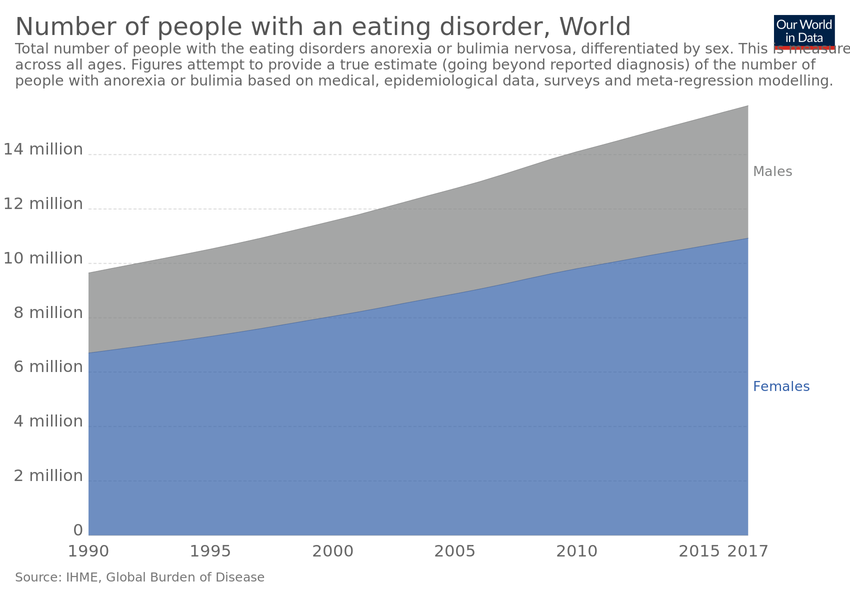 Number of people with an eating disorder, World
Our World
in Data
Total number of people with the eating disorders anorexia or bulimia nervosa, differentiated by sex. This is measure
across all ages. Figures attempt to provide a true estimate (going beyond reported diagnosis) of the number of
people with anorexia or bulimia based on medical, epidemiological data, surveys and meta-regression modelling.
14 million
Males
12 million
10 million
8 million
6 million
Females
4 million
2 million
0
1990 1995 2000 2005 2010 2015 2017
Source: IHME, Global Burden of Disease